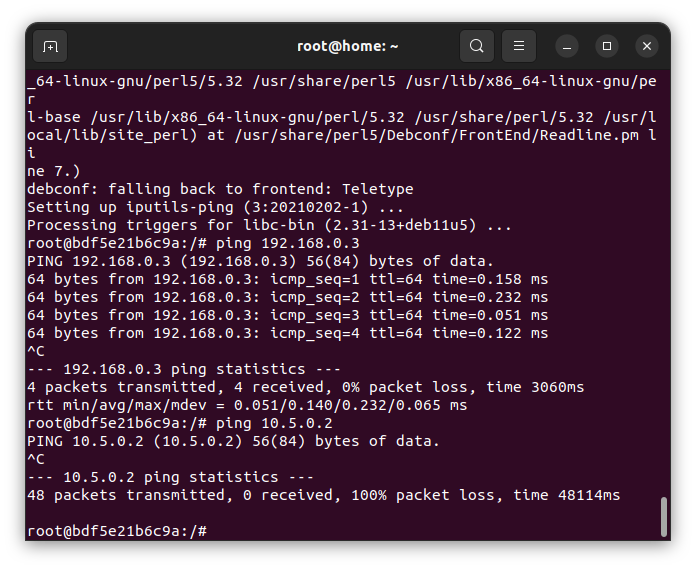 root@home: ~
_64-linux-gnu/perl5/5.32 /usr/share/perl5 /usr/lib/x86_64-linux-gnu/pe
r
l-base /usr/lib/x86_64-linux-gnu/perl/5.32 /usr/share/perl/5.32 /usr/l
ocal/lib/site_perl) at /usr/share/perl5/Debconf/FrontEnd/Readline.pm l
i
ne 7.)
debconf: falling back to frontend: Teletype
Setting up iputils-ping (3:20210202-1) ...
Processing triggers for libc-bin (2.31-13+deb11u5) ...
root@bdf5e21b6c9a:/# ping 192.168.0.3
PING 192.168.0.3 (192.168.0.3) 56(84) bytes of data.
64 bytes from 192.168.0.3: icmp_seq=1 ttl=64 time=0.158 ms
64 bytes from 192.168.0.3: icmp_seq=2 ttl=64 time=0.232 ms
64 bytes from 192.168.0.3: icmp_seq=3 ttl=64 time=0.051 ms
64 bytes from 192.168.0.3: icmp_seq=4 ttl=64 time=0.122 ms
^C
--- 192.168.0.3 ping statistics ---
4 packets transmitted, 4 received, 0% packet loss, time 3060ms
rtt min/avg/max/mdev = 0.051/0.140/0.232/0.065 ms
root@bdf5e21b6c9a:/# ping 10.5.0.2
PING 10.5.0.2 (10.5.0.2) 56(84) bytes of data.
^C
--- 10.5.0.2 ping statistics ---
48 packets transmitted, 0 received, 100% packet loss, time 48114ms
root@bdf5e21b6c9a:/#